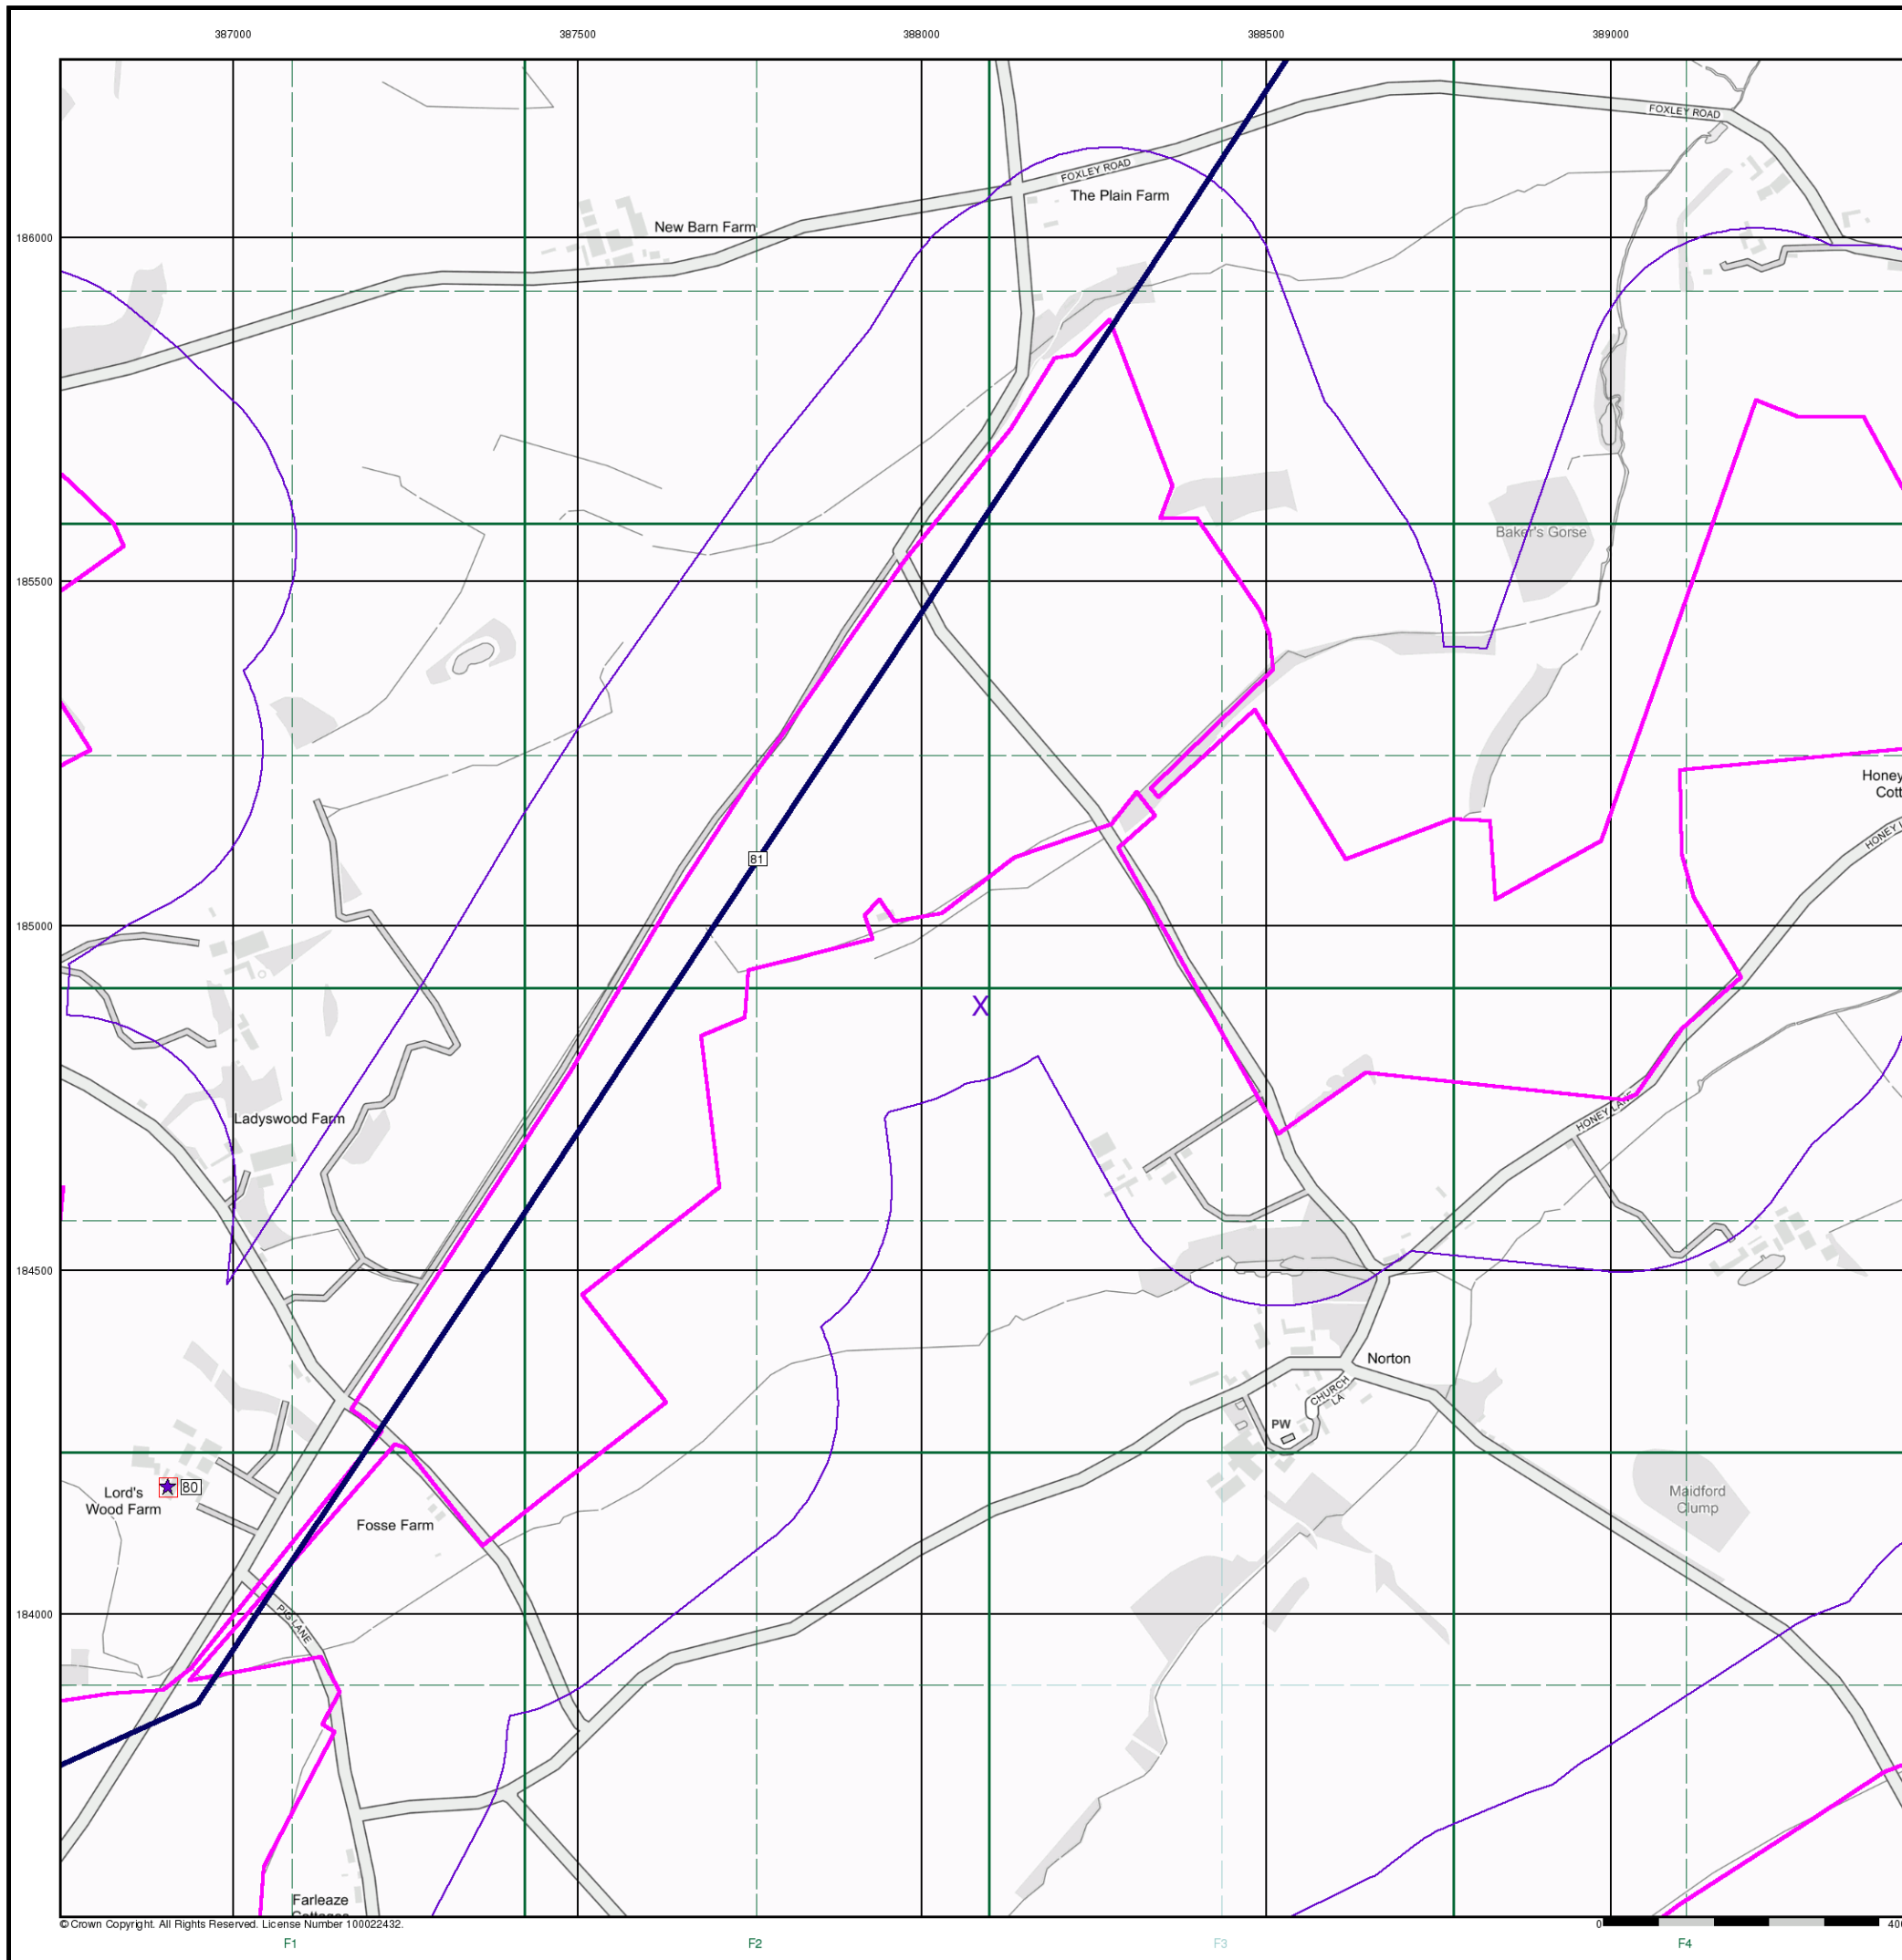 387000 387500 388000 388500 389000
FOXLEY ROAD
FOXLEY ROAD
The Plain Farm
New Barn Farm
186000
Baker's Gorse
185500
Honey
Cott
HONEY L
81
185000
X
HONEY LANE
Ladyswood Farm
184500
Norton
CHURCH
LA
PW
80
Lord's
Wood Farm
Maidford
Clump
Fosse Farm
184000
PIG LANE
Farleaze
Cottages
© Crown Copyright. All Rights Reserved. License Number 100022432.
0 400
F1 F2 F3 F4